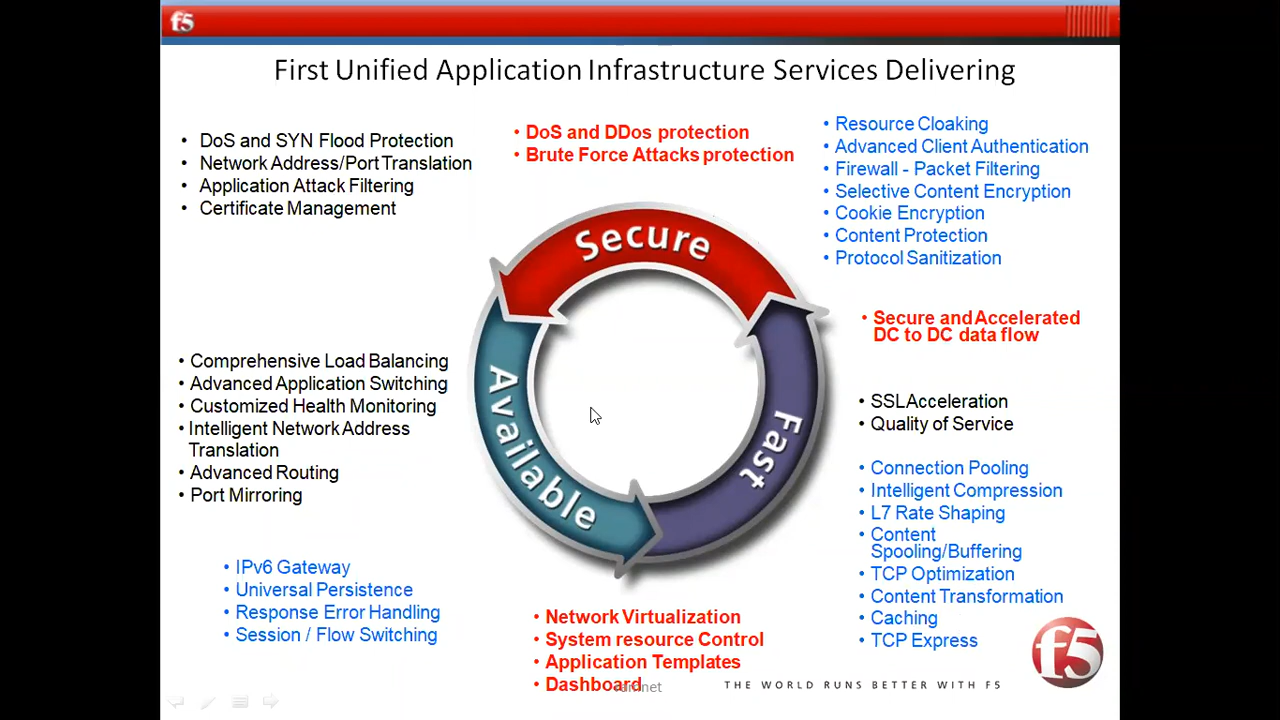 f5
First Unified Application Infrastructure Services Delivering
• DoS and SYN Flood Protection
• Network Address/Port Translation
• Application Attack Filtering
• Certificate Management
• DoS and DDos protection
• Brute Force Attacks protection
• Resource Cloaking
• Advanced Client Authentication
• Firewall - Packet Filtering
• Selective Content Encryption
• Cookie Encryption
• Content Protection
• Protocol Sanitization
Secure
Fast
Available
• Secure and Accelerated
DC to DC data flow
• Comprehensive Load Balancing
• Advanced Application Switching
• Customized Health Monitoring
• Intelligent Network Address
Translation
• Advanced Routing
• Port Mirroring
• SSL Acceleration
• Quality of Service
• Connection Pooling
• Intelligent Compression
• L7 Rate Shaping
• Content
Spooling/Buffering
• TCP Optimization
• Content Transformation
• Caching
• TCP Express
• IPv6 Gateway
• Universal Persistence
• Response Error Handling
• Session / Flow Switching
• Network Virtualization
• System resource Control
• Application Templates
• Dashboard
THE WORLD RUNS BETTER WITH F5
f5